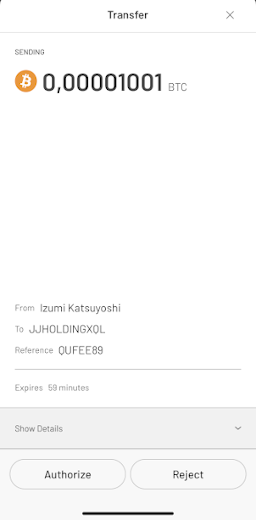 Transfer
SENDING
0,00001001 BTC
From Izumi Katsuyoshi
To JJHOLDINGXQL
Reference QUFEE89
Expires 59 minutes
Show Details
Authorize Reject